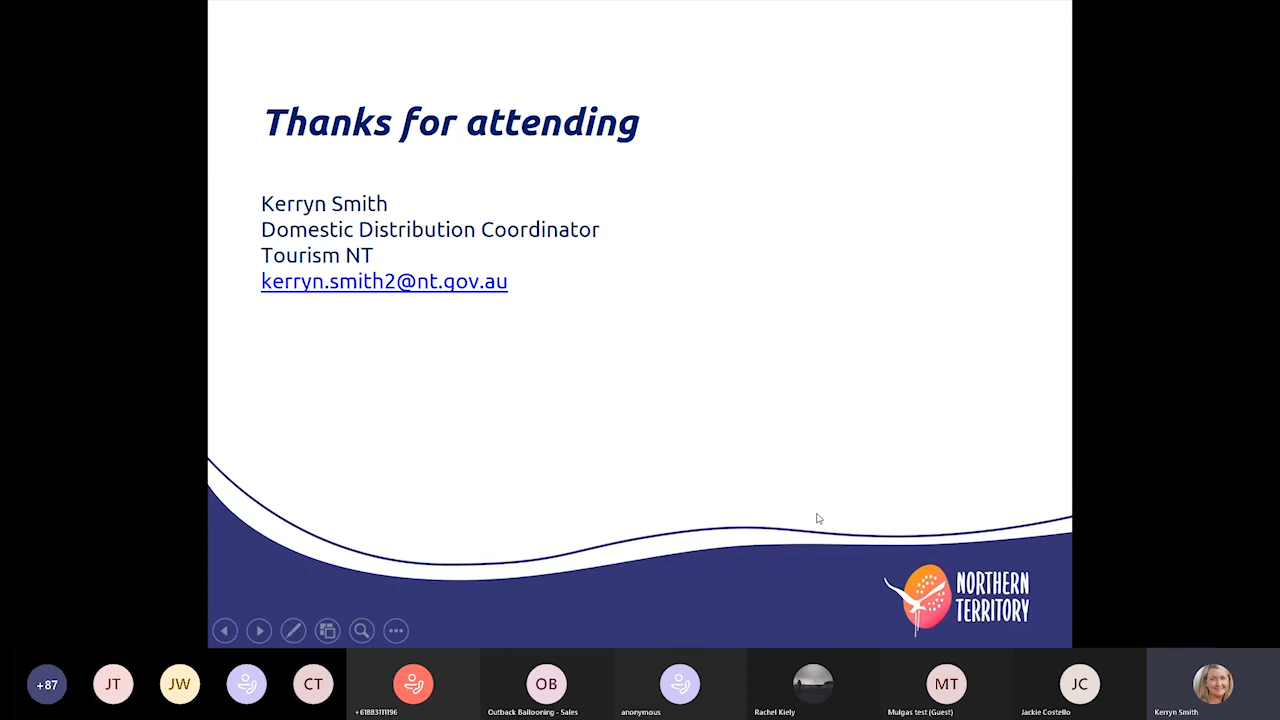 Thanks for attending
Kerryn Smith
Domestic Distribution Coordinator
Tourism NT
kerryn.smith2@nt.gov.au
NORTHERN
TERRITORY
+87
JT
JW
CT
+61883111196
OB
Outback Ballooning - Sales
anonymous
Rachel Kiely
MT
Mulgas test (Guest)
JC
Jackie Costello
Kerryn Smith